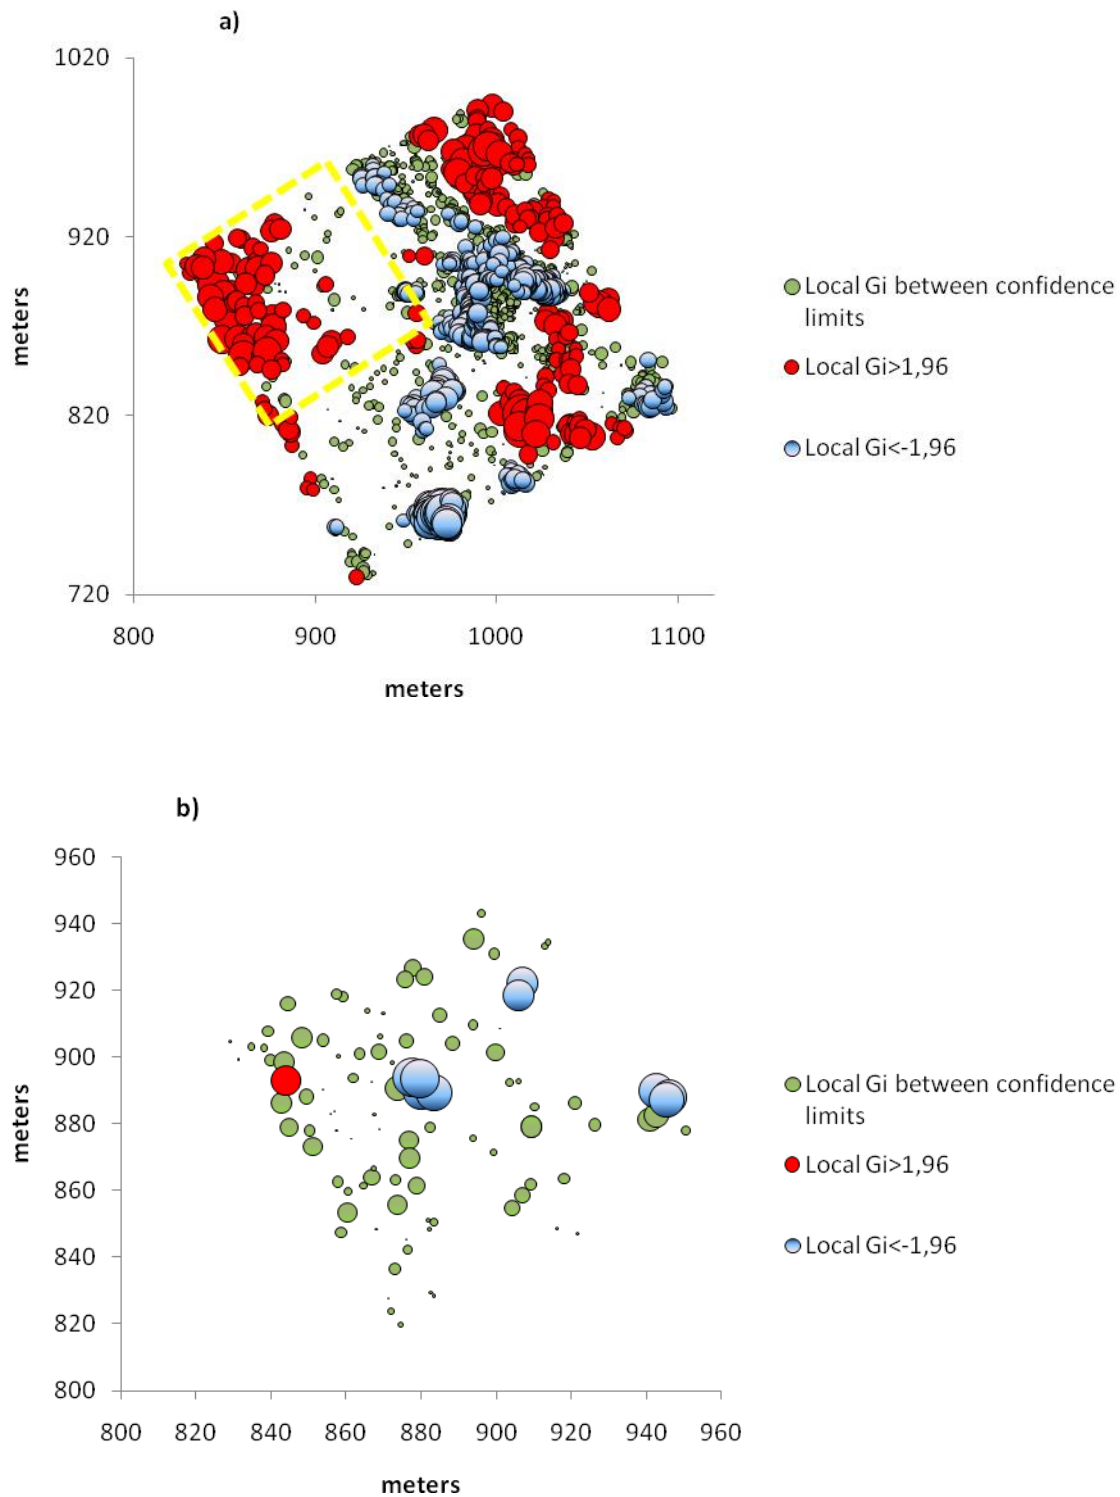 a)
1020
920
820
720
meters
800 900 1000 1100
meters
Local Gi between confidence
limits
Local Gi>1,96
Local Gi<-1,96
b)
960
940
920
900
880
860
840
820
800
meters
800 820 840 860 880 900 920 940 960
meters
Local Gi between confidence
limits
Local Gi>1,96
Local Gi<-1,96